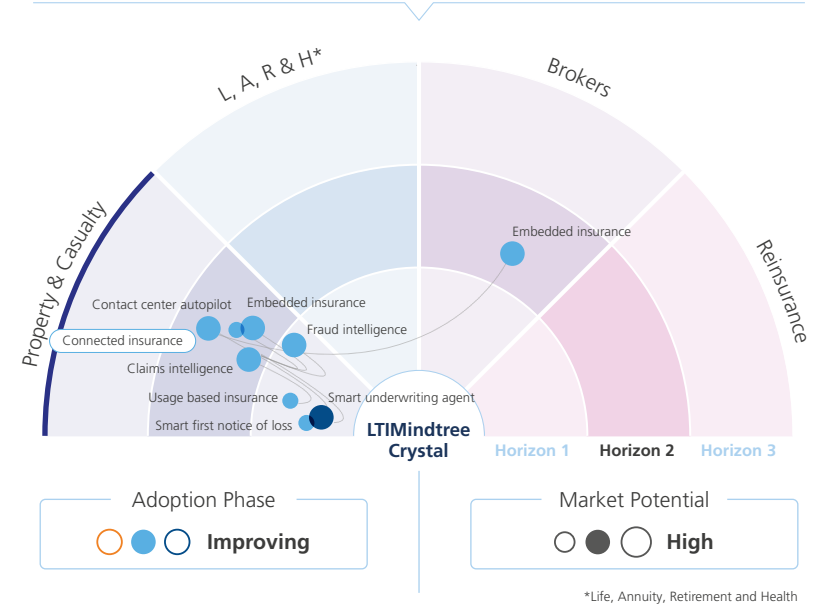 L, A, R & H*
Brokers
Property & Casualty
Reinsurance
Embedded insurance
Contact center autopilot
Embedded insurance
Fraud intelligence
Connected insurance
Claims intelligence
Usage based insurance
Smart underwriting agent
Smart first notice of loss
LTIMindtree
Crystal
Horizon 1
Horizon 2
Horizon 3
Adoption Phase
Improving
Market Potential
High
*Life, Annuity, Retirement and Health